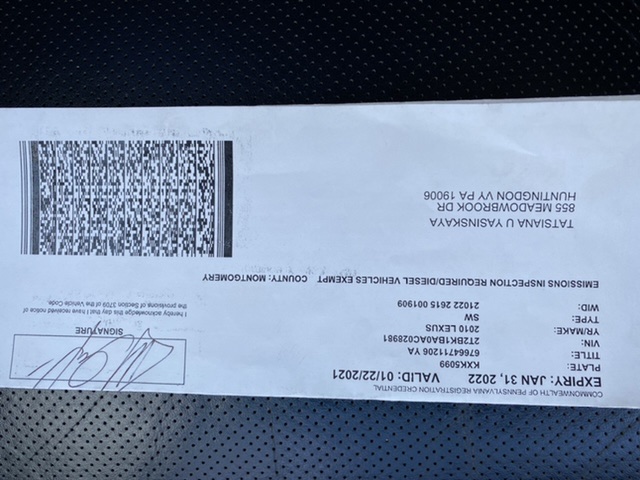 COMMONWEALTH OF PENNSYLVANIA REGISTRATION CREDENTIAL
EXPIRY: JAN 31, 2022 VALID: 01/22/2021
PLATE: KXK5099
TITLE: 6764711206 YA
VIN: 2T2BK1BA0AC028981
YR/MAKE: 2010 LEXUS
TYPE: SW
WID: 21022 2615 001909
EMISSIONS INSPECTION REQUIRED/DIESEL VEHICLES EXEMPT COUNTY: MONTGOMERY
TATSIANA U YASINSKAYA
855 MEADOWBROOK DR
HUNTINGDON VY PA 19006
SIGNATURE
I hereby acknowledge this day that I have received notice of
the provisions of Section 3709 of the Vehicle Code.